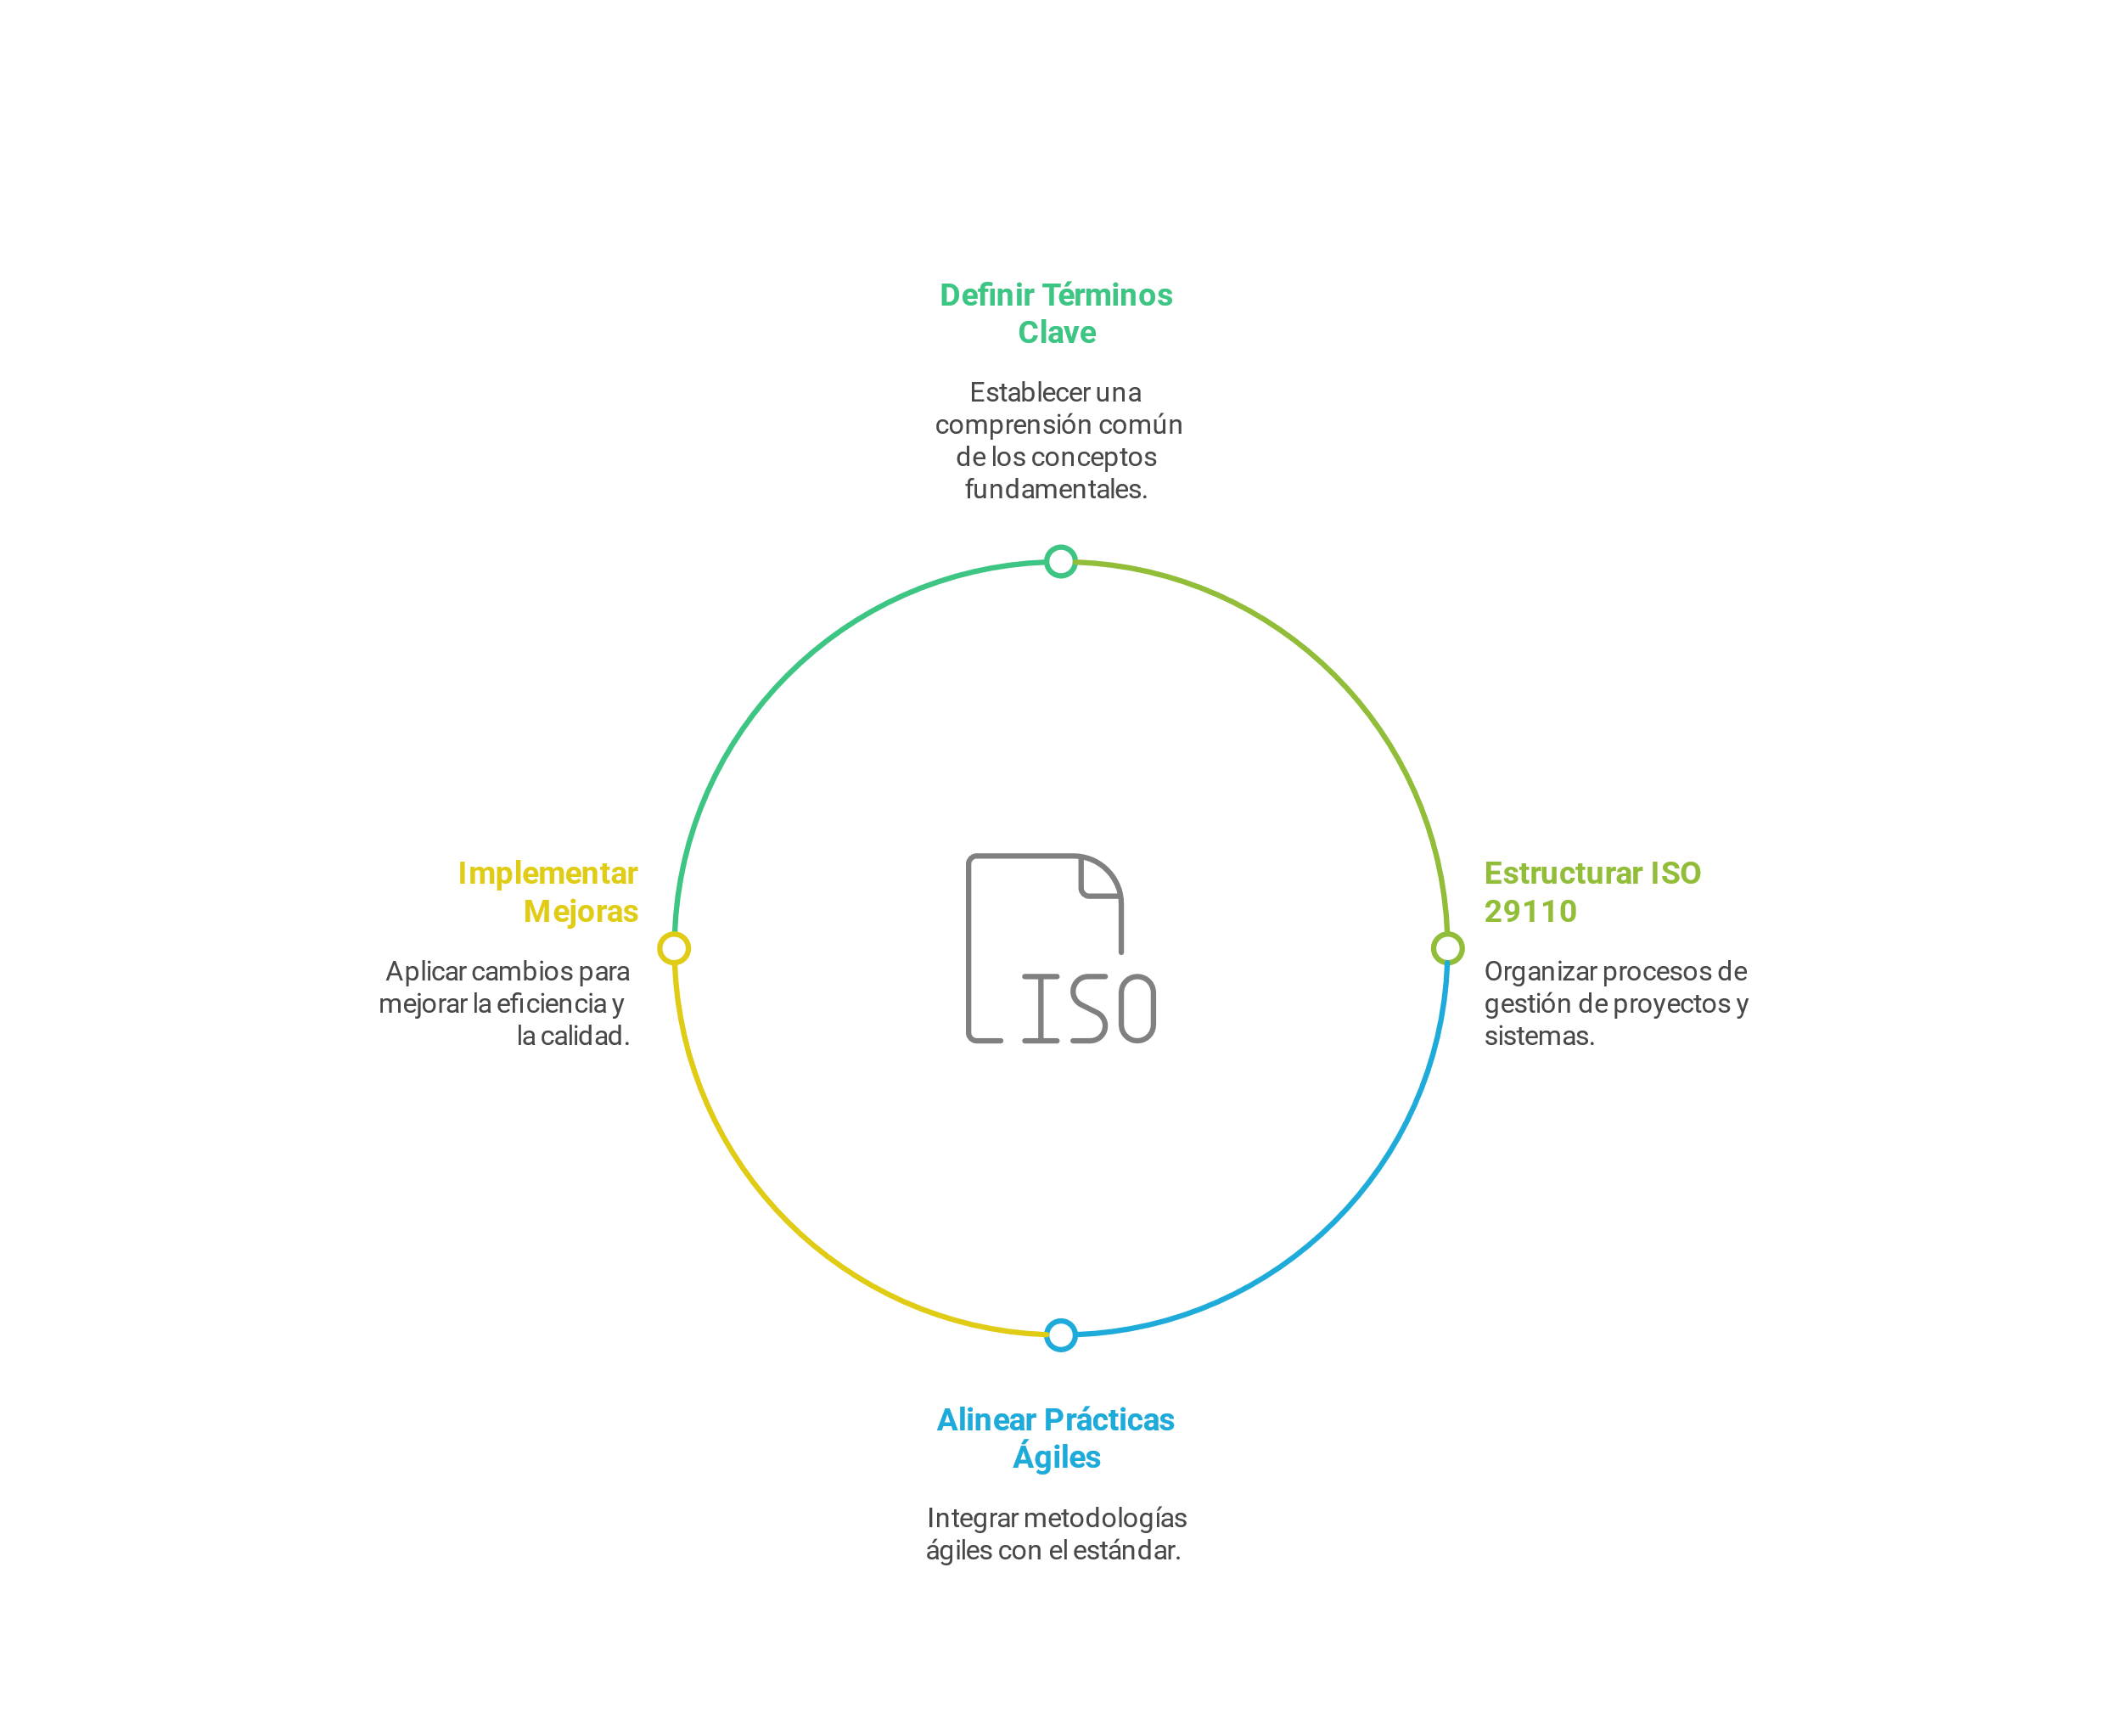 Definir Términos
Clave
Establecer una
comprensión común
de los conceptos
fundamentales.
Implementar
Mejoras
Aplicar cambios para
mejorar la eficiencia y
la calidad.
ISO
Estructurar ISO
29110
Organizar procesos de
gestión de proyectos y
sistemas.
Alinear Prácticas
Ágiles
Integrar metodologías
ágiles con el estándar.